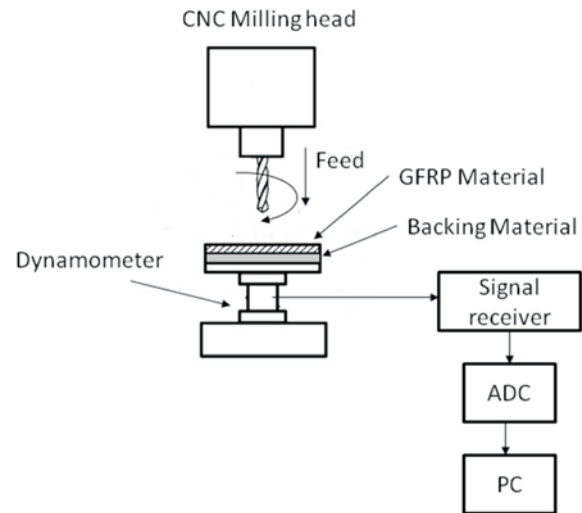 CNC Milling head
Feed
GFRP Material
Backing Material
Dynamometer
Signal
receiver
ADC
PC